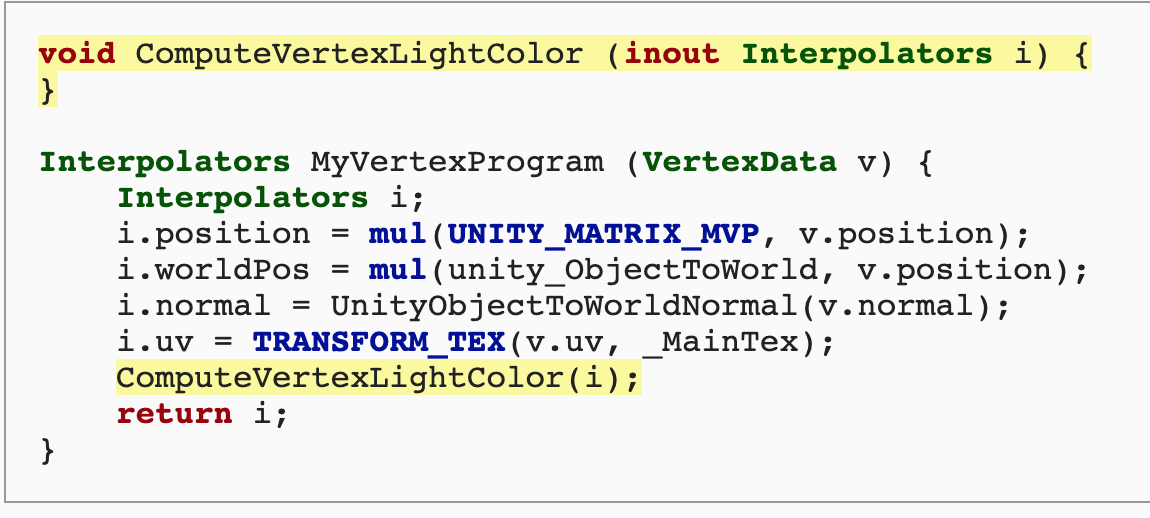 void ComputeVertexLightColor (inout Interpolators i) {
}
Interpolators MyVertexProgram (VertexData v) {
    Interpolators i;
    i.position = mul(UNITY_MATRIX_MVP, v.position);
    i.worldPos = mul(unity_ObjectToWorld, v.position);
    i.normal = UnityObjectToWorldNormal(v.normal);
    i.uv = TRANSFORM_TEX(v.uv, _MainTex);
    ComputeVertexLightColor(i);
    return i;
}